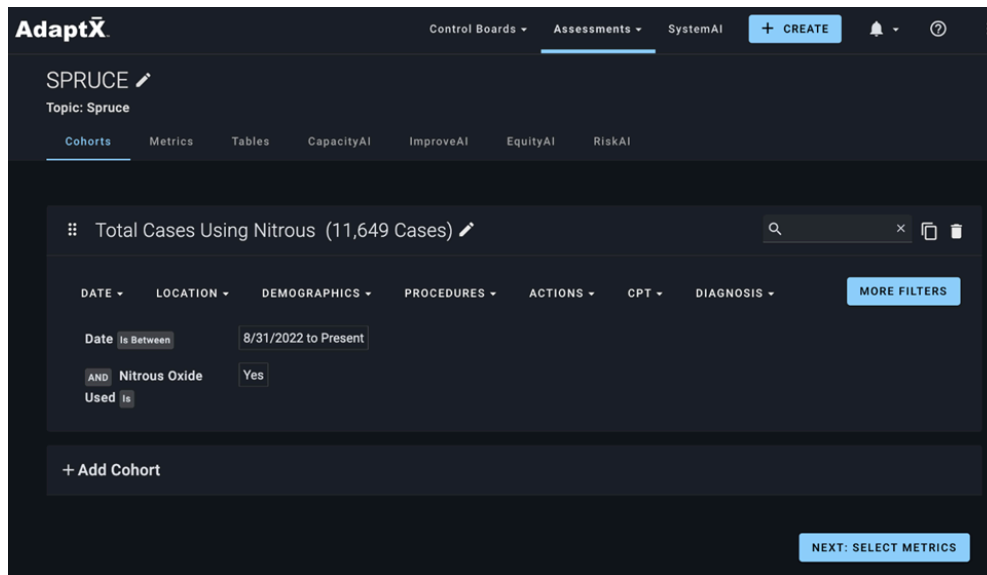 AdaptX̄
Control Boards Assessments SystemAI + CREATE
SPRUCE
Topic: Spruce
Cohorts Metrics Tables CapacityAI ImproveAI EquityAI RiskAI
Total Cases Using Nitrous (11,649 Cases)
DATE LOCATION DEMOGRAPHICS PROCEDURES ACTIONS CPT DIAGNOSIS MORE FILTERS
Date Is Between 8/31/2022 to Present
AND Nitrous Oxide Yes
Used Is
+ Add Cohort
NEXT: SELECT METRICS